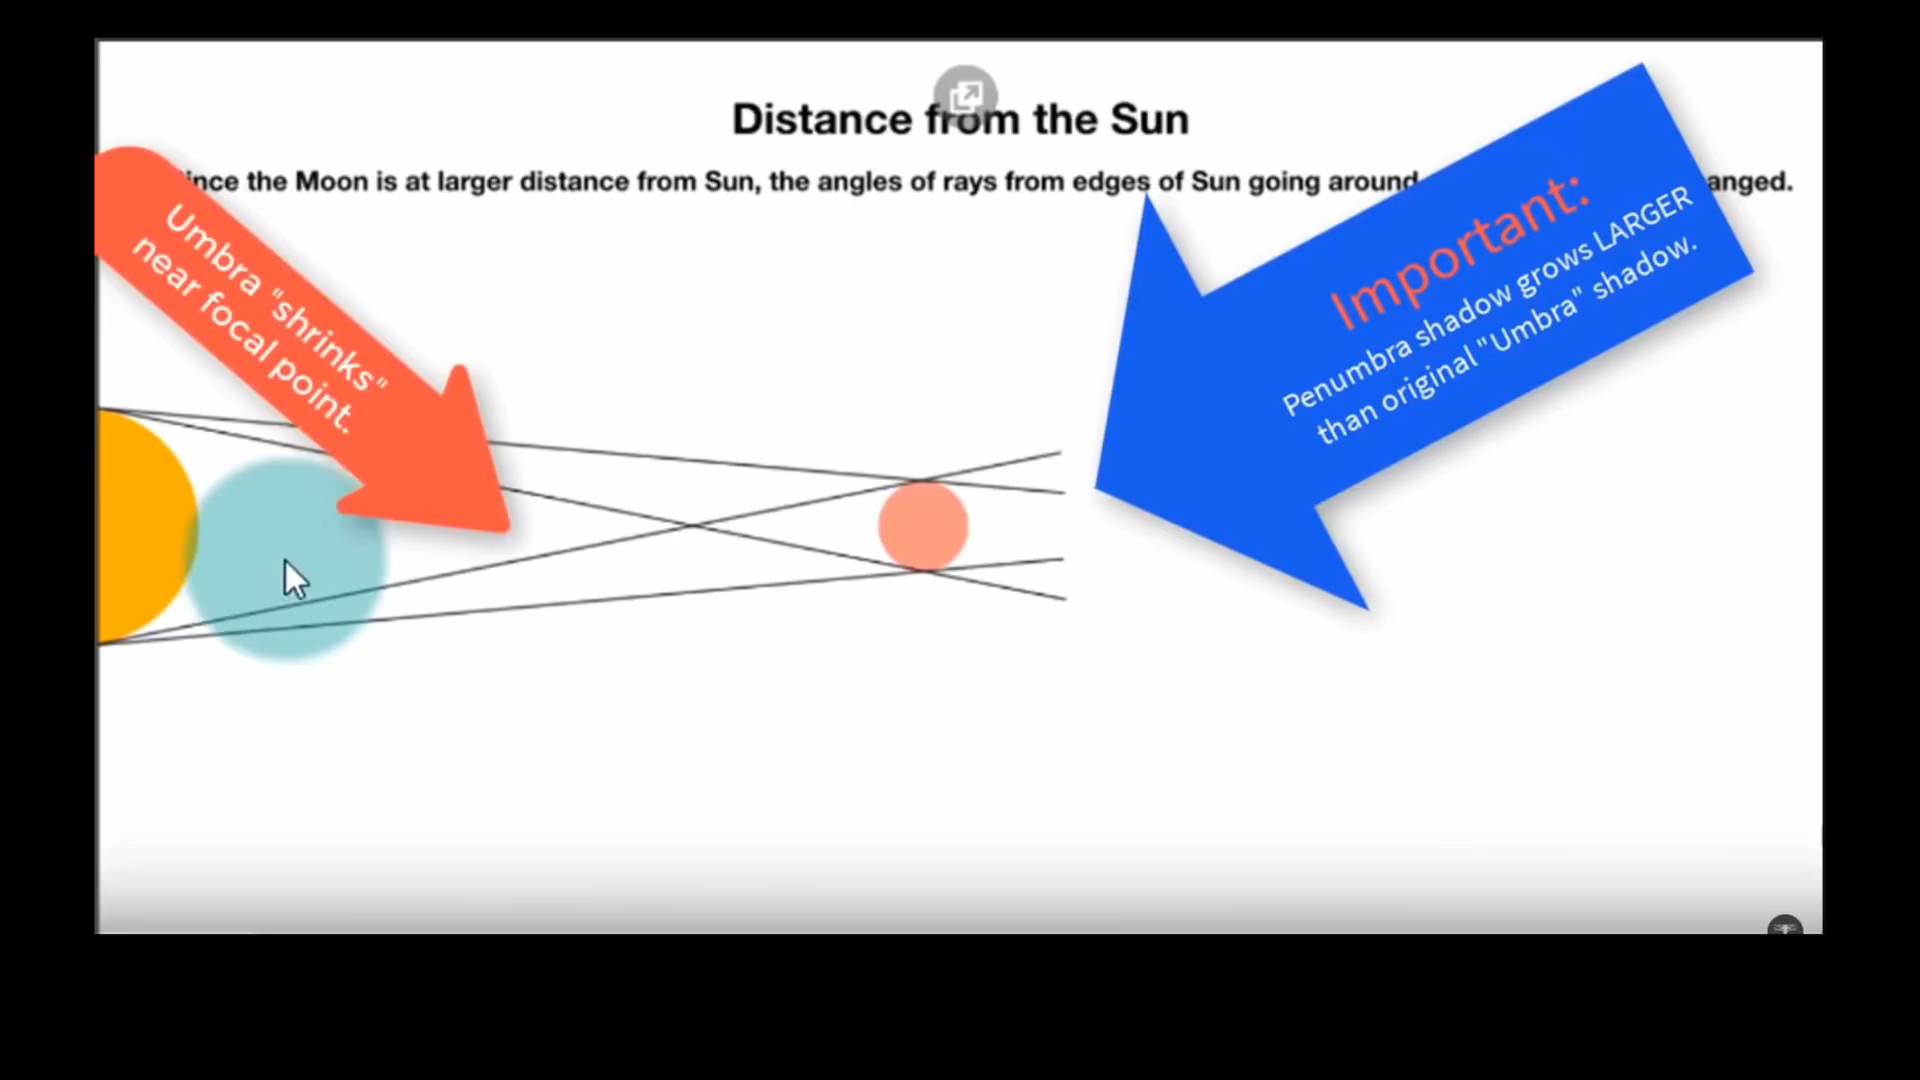 Distance from the Sun
ince the Moon is at larger distance from Sun, the angles of rays from edges of Sun going around anged.
Umbra "shrinks"
near focal point.
Important:
Penumbra shadow grows LARGER
than original "Umbra" shadow.